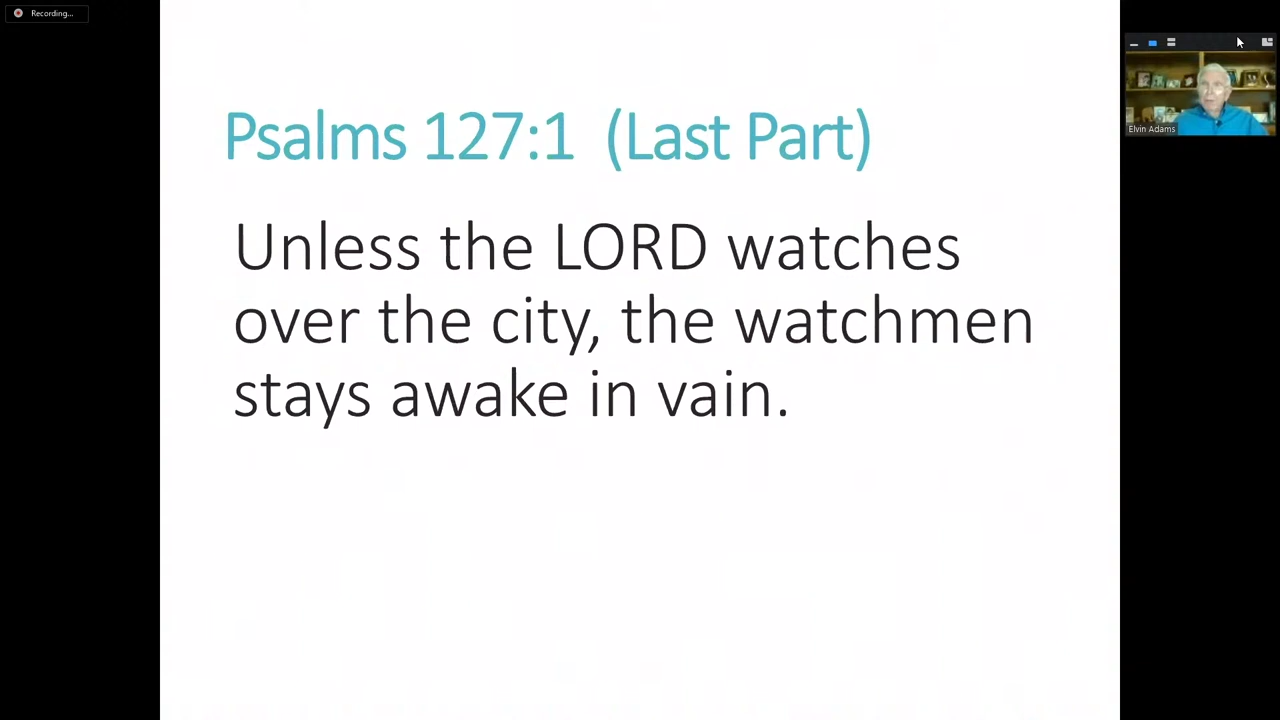 Recording...
Psalms 127:1 (Last Part)
Unless the LORD watches
over the city, the watchmen
stays awake in vain.
Elvin Adams